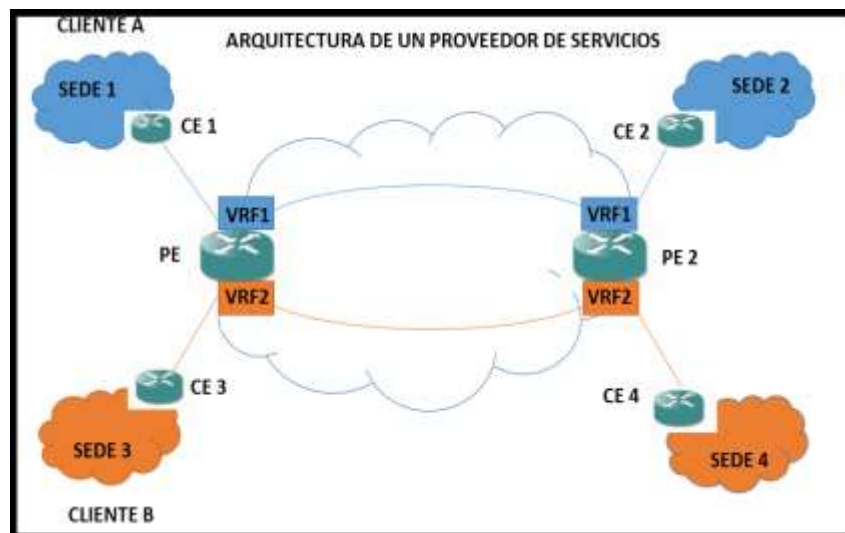 CLIENTE A
ARQUITECTURA DE UN PROVEEDOR DE SERVICIOS
SEDE 1
SEDE 2
CE 1
CE 2
VRF1
VRF1
PE
PE 2
VRF2
VRF2
CE 3
CE 4
SEDE 3
SEDE 4
CLIENTE B